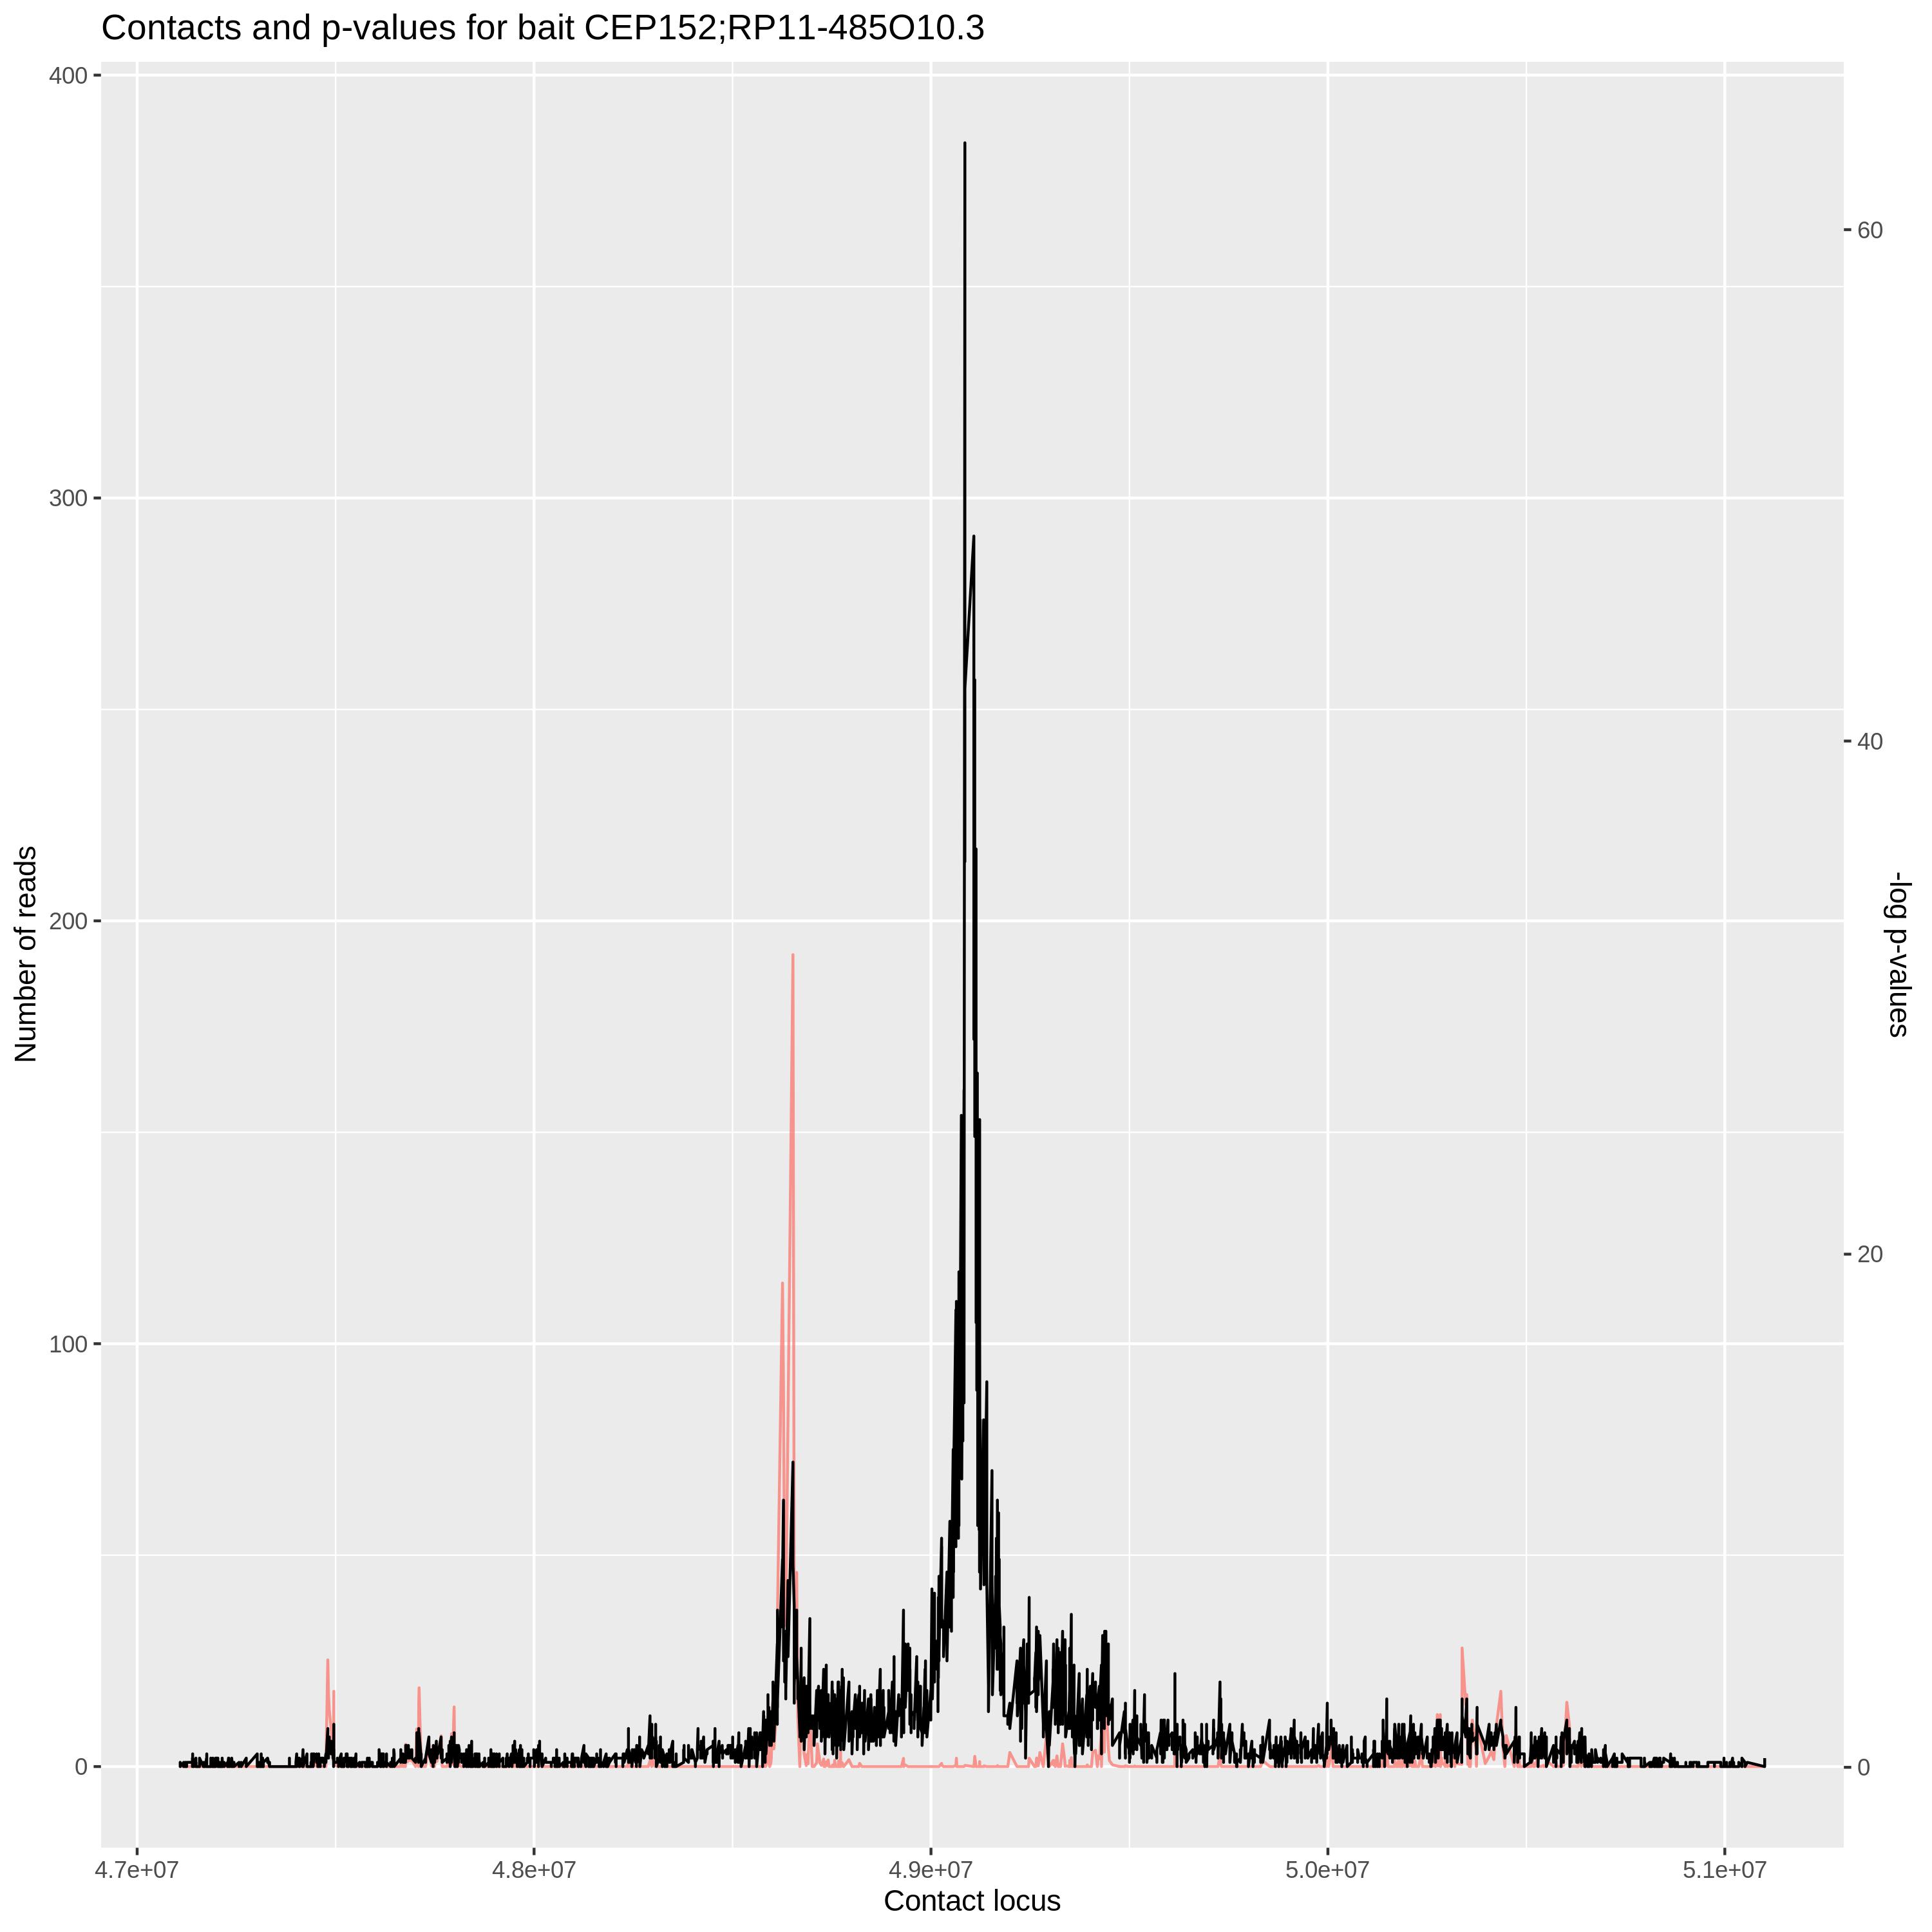 Contacts and p-values for bait CEP152;RP11-485O10.3
400
300
200
100
0
Number of reads
60
40
20
0
-log p-values
4.7e+07
4.8e+07
4.9e+07
5.0e+07
5.1e+07
Contact locus